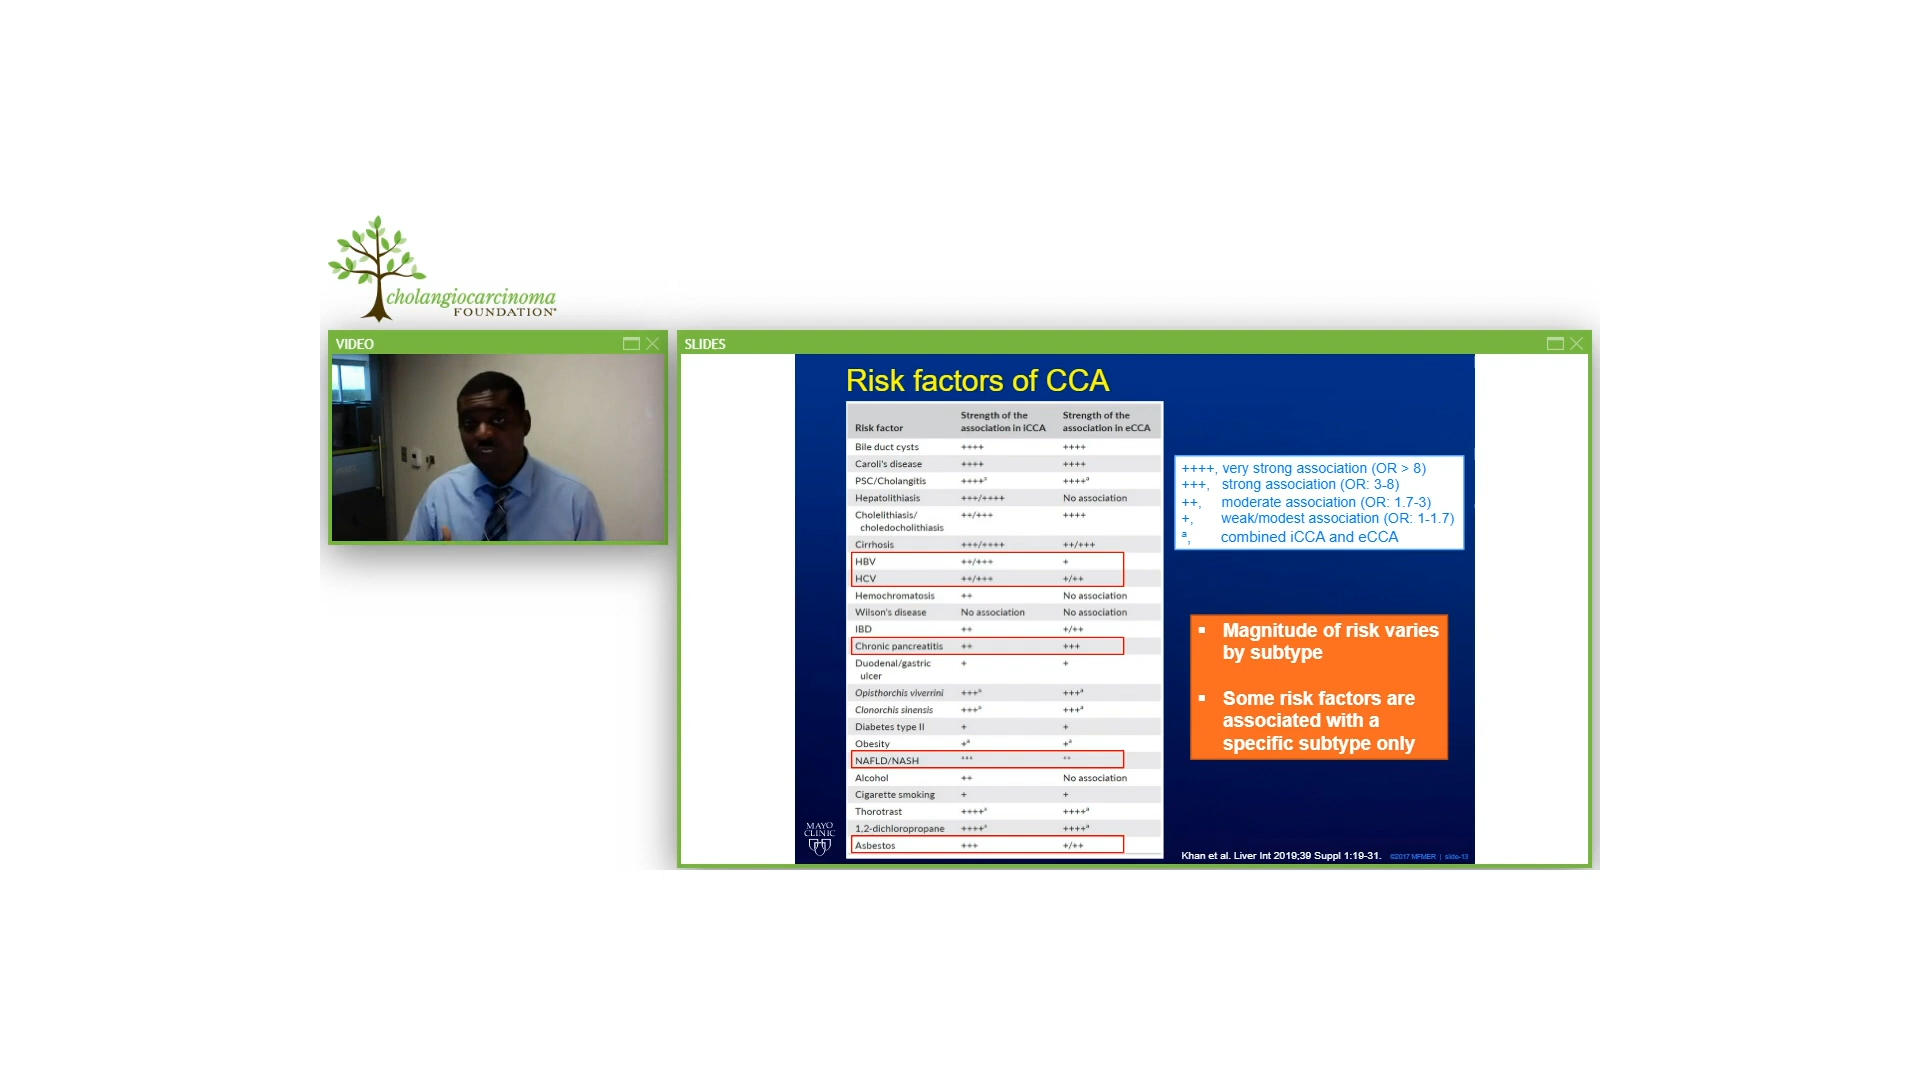 cholangiocarcinoma
FOUNDATION
VIDEO
SLIDES
Risk factors of CCA
Risk factor Strength of the association in iCCA Strength of the association in eCCA
Bile duct cysts ++++ ++++
Caroli's disease ++++ ++++
PSC/Cholangitis ++++ᵃ ++++ᵃ
Hepatolithiasis +++/++++ No association
Cholelithiasis/ choledocholithiasis ++/+++ ++++
Cirrhosis +++/++++ ++/+++
HBV ++/+++ +
HCV ++/+++ +/++
Hemochromatosis ++ No association
Wilson's disease No association No association
IBD ++ +/++
Chronic pancreatitis ++ +++
Duodenal/gastric ulcer + +
Opisthorchis viverrini +++ᵃ +++ᵃ
Clonorchis sinensis +++ᵃ +++ᵃ
Diabetes type II + +
Obesity +ᵃ +ᵃ
NAFLD/NASH +++ ++
Alcohol ++ No association
Cigarette smoking + +
Thorotrast ++++ᵃ ++++ᵃ
1,2-dichloropropane ++++ᵃ ++++ᵃ
Asbestos +++ +/++
++++, very strong association (OR > 8)
+++, strong association (OR: 3-8)
++, moderate association (OR: 1.7-3)
+, weak/modest association (OR: 1-1.7)
ᵃ, combined iCCA and eCCA
▪ Magnitude of risk varies
by subtype
▪ Some risk factors are
associated with a
specific subtype only
MAYO
CLINIC
Khan et al. Liver Int 2019;39 Suppl 1:19-31.
©2017 MFMER | slide-13